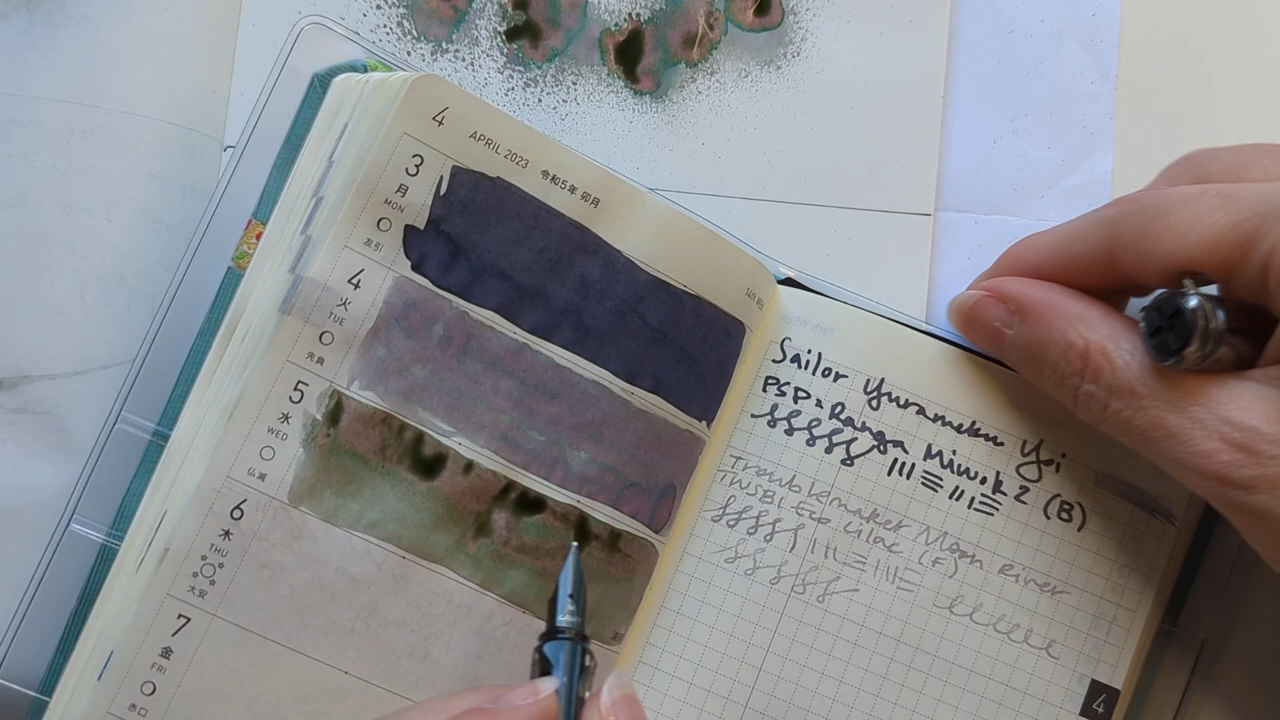 4 APRIL 2023 令和5年 卯月
3
月
MON
友引
4
火
TUE
先負
5
水
WED
仏滅
6
木
THU
大安
7
金
FRI
赤口
Sailor Yurameku Yoi
PSP: Ranga Miwok 2 (B)
Troublemaker Moon River
TWSBI Eco Lilac (F)
4